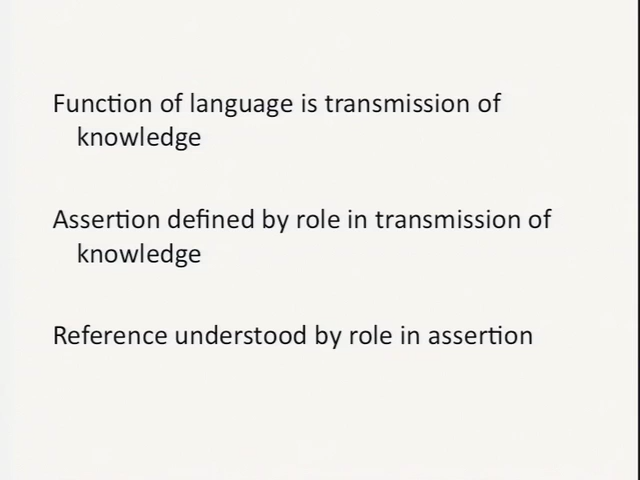 Function of language is transmission of
knowledge
Assertion defined by role in transmission of
knowledge
Reference understood by role in assertion